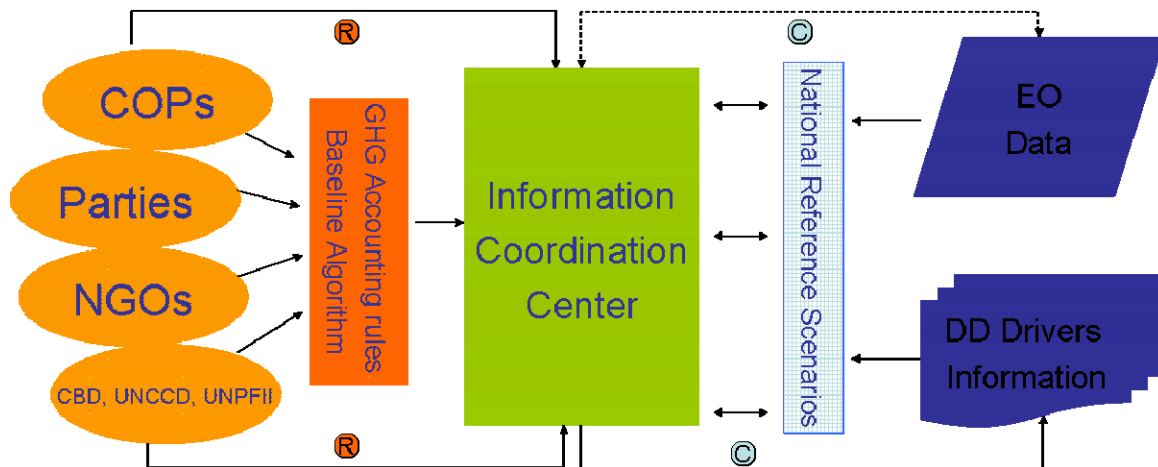 R
C
COPs
Parties
NGOs
CBD, UNCCD, UNPFII
GHG Accounting rules
Baseline Algorithm
Information
Coordination
Center
National Reference Scenarios
EO
Data
DD Drivers
Information
R
C